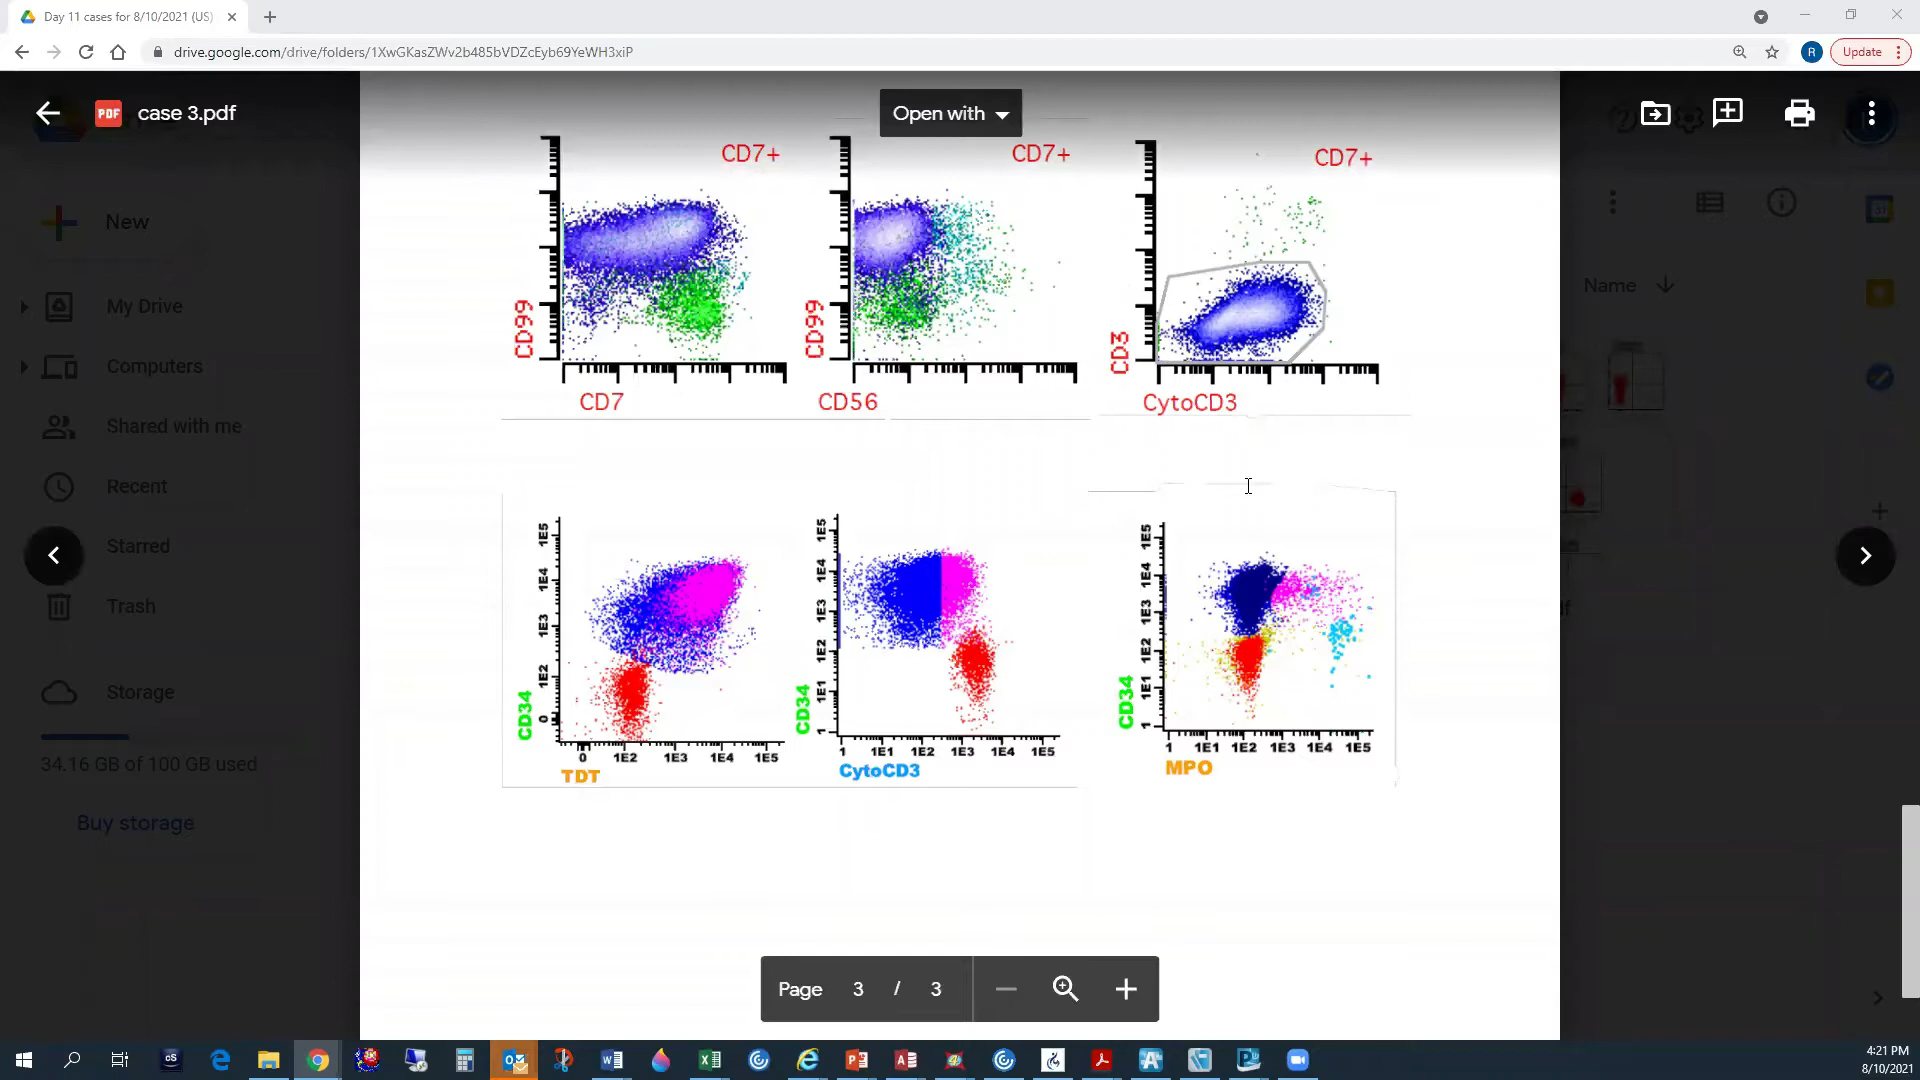 Day 11 cases for 8/10/2021 (US)
drive.google.com/drive/folders/1XwGKasZWv2b485bVDZcEyb69YeWH3xiP
R
Update
PDF
case 3.pdf
Open with
New
My Drive
Computers
Shared with me
Recent
Starred
Trash
Storage
34.16 GB of 100 GB used
Buy storage
Name
CD7+
CD99
CD7
CD7+
CD99
CD56
CD7+
CD3
CytoCD3
CD34
1E5
1E4
1E3
1E2
0
0 1E2 1E3 1E4 1E5
TDT
CD34
1E5
1E4
1E3
1E2
1E1
1
1 1E1 1E2 1E3 1E4 1E5
CytoCD3
CD34
1E5
1E4
1E3
1E2
1E1
1
1 1E1 1E2 1E3 1E4 1E5
MPO
Page 3 / 3
4:21 PM
8/10/2021